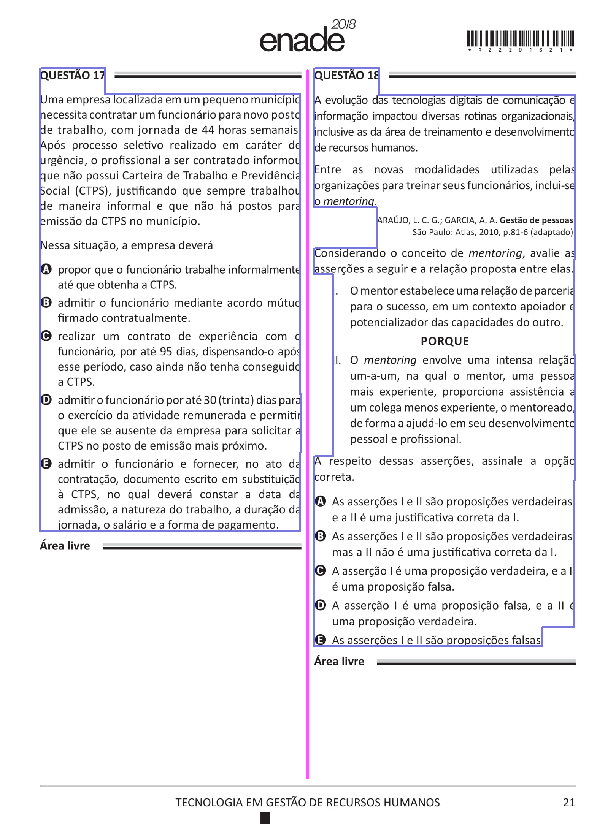 enade 2018
*R2220182 1*
QUESTÃO 17
Uma empresa localizada em um pequeno município
necessita contratar um funcionário para novo posto
de trabalho, com jornada de 44 horas semanais.
Após processo seletivo realizado em caráter de
urgência, o profissional a ser contratado informou
que não possui Carteira de Trabalho e Previdência
Social (CTPS), justificando que sempre trabalhou
de maneira informal e que não há postos para
emissão da CTPS no município.
Nessa situação, a empresa deverá
A propor que o funcionário trabalhe informalmente
até que obtenha a CTPS.
B admitir o funcionário mediante acordo mútuo
firmado contratualmente.
C realizar um contrato de experiência com o
funcionário, por até 95 dias, dispensando-o após
esse período, caso ainda não tenha conseguido
a CTPS.
D admitir o funcionário por até 30 (trinta) dias para
o exercício da atividade remunerada e permitir
que ele se ausente da empresa para solicitar a
CTPS no posto de emissão mais próximo.
E admitir o funcionário e fornecer, no ato da
contratação, documento escrito em substituição
à CTPS, no qual deverá constar a data da
admissão, a natureza do trabalho, a duração da
jornada, o salário e a forma de pagamento.
Área livre
QUESTÃO 18
A evolução das tecnologias digitais de comunicação e
informação impactou diversas rotinas organizacionais,
inclusive as da área de treinamento e desenvolvimento
de recursos humanos.
Entre as novas modalidades utilizadas pelas
organizações para treinar seus funcionários, inclui-se
o mentoring.
ARAÚJO, L. C. G.; GARCIA, A. A. Gestão de pessoas.
São Paulo: Atlas, 2010, p.81-6 (adaptado).
Considerando o conceito de mentoring, avalie as
asserções a seguir e a relação proposta entre elas.
I. O mentor estabelece uma relação de parceria
para o sucesso, em um contexto apoiador e
potencializador das capacidades do outro.
PORQUE
II. O mentoring envolve uma intensa relação
um-a-um, na qual o mentor, uma pessoa
mais experiente, proporciona assistência a
um colega menos experiente, o mentoreado,
de forma a ajudá-lo em seu desenvolvimento
pessoal e profissional.
A respeito dessas asserções, assinale a opção
correta.
A As asserções I e II são proposições verdadeiras,
e a II é uma justificativa correta da I.
B As asserções I e II são proposições verdadeiras,
mas a II não é uma justificativa correta da I.
C A asserção I é uma proposição verdadeira, e a II
é uma proposição falsa.
D A asserção I é uma proposição falsa, e a II é
uma proposição verdadeira.
E As asserções I e II são proposições falsas.
Área livre
TECNOLOGIA EM GESTÃO DE RECURSOS HUMANOS
21